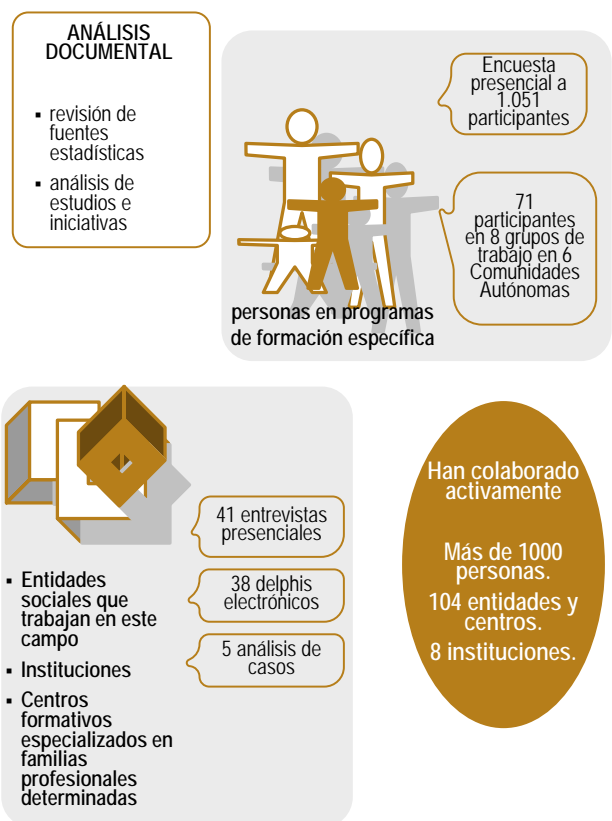 ANÁLISIS
DOCUMENTAL
▪ revisión de
fuentes
estadísticas
▪ análisis de
estudios e
iniciativas
Encuesta
presencial a
1.051
participantes
71
participantes
en 8 grupos de
trabajo en 6
Comunidades
Autónomas
personas en programas
de formación específica
41 entrevistas
presenciales
38 delphis
electrónicos
5 análisis de
casos
▪ Entidades
sociales que
trabajan en este
campo
▪ Instituciones
▪ Centros
formativos
especializados en
familias
profesionales
determinadas
Han colaborado
activamente
Más de 1000
personas.
104 entidades y
centros.
8 instituciones.